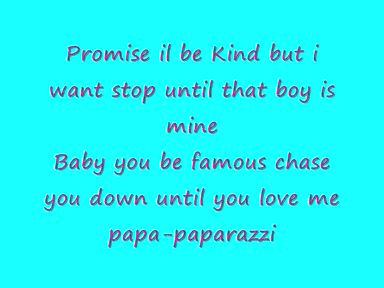 Promise il be Kind but i
want stop until that boy is
mine
Baby you be famous chase
you down until you love me
papa-paparazzi